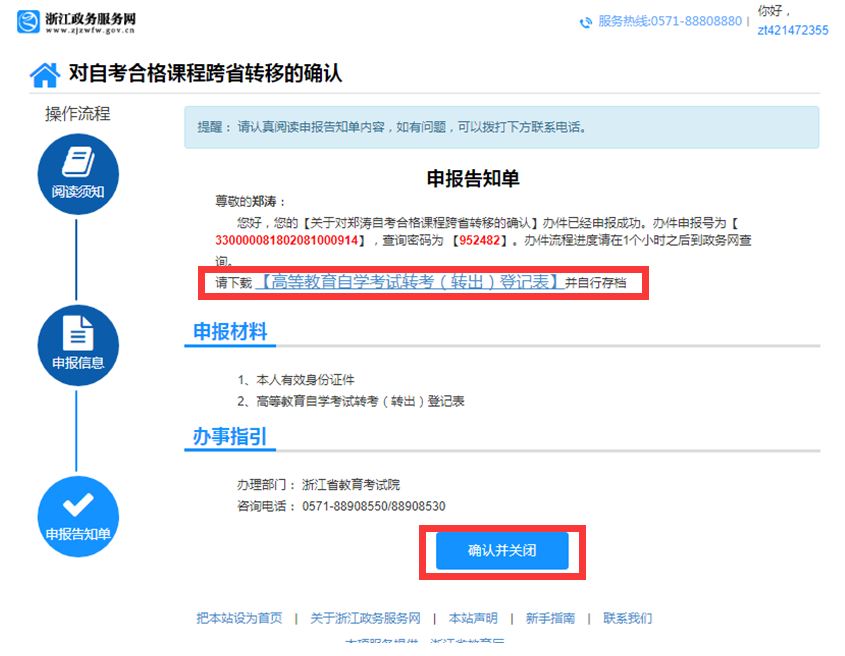 浙江政务服务网
www.zjzwfw.gov.cn
服务热线:0571-88808880 |
你好，
zt421472355
对自考合格课程跨省转移的确认
操作流程
阅读须知
申报信息
申报告知单
提醒： 请认真阅读申报告知单内容，如有问题，可以拨打下方联系电话。
申报告知单
尊敬的郑涛：
您好，您的【关于对郑涛自考合格课程跨省转移的确认】办件已经申报成功。办件申报号为【
330000081802081000914】，查询密码为 【952482】。办件流程进度请在1个小时之后到政务网查
询。
请下载 【高等教育自学考试转考（转出）登记表】并自行存档
申报材料
1、本人有效身份证件
2、高等教育自学考试转考（转出）登记表
办事指引
办理部门： 浙江省教育考试院
咨询电话： 0571-88908550/88908530
确认并关闭
把本站设为首页 | 关于浙江政务服务网 | 本站声明 | 新手指南 | 联系我们
本项服务提供 浙江省教育厅